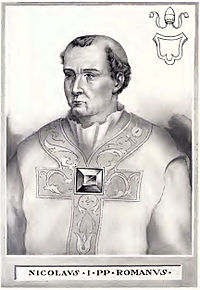 NICOLAVS · I · PP · ROMANVS ·